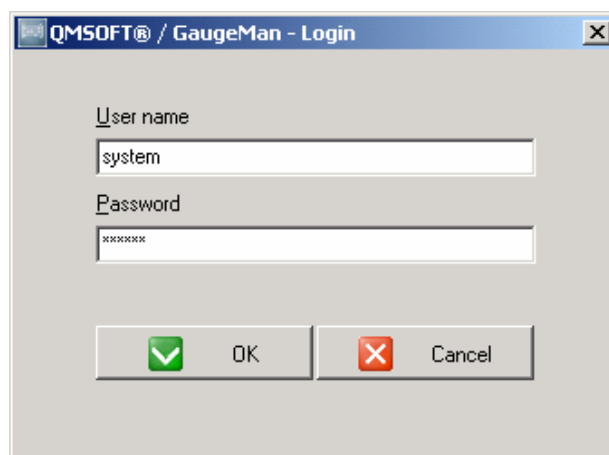 QMSOFT® / GaugeMan - Login
User name
system
Password
******
OK Cancel